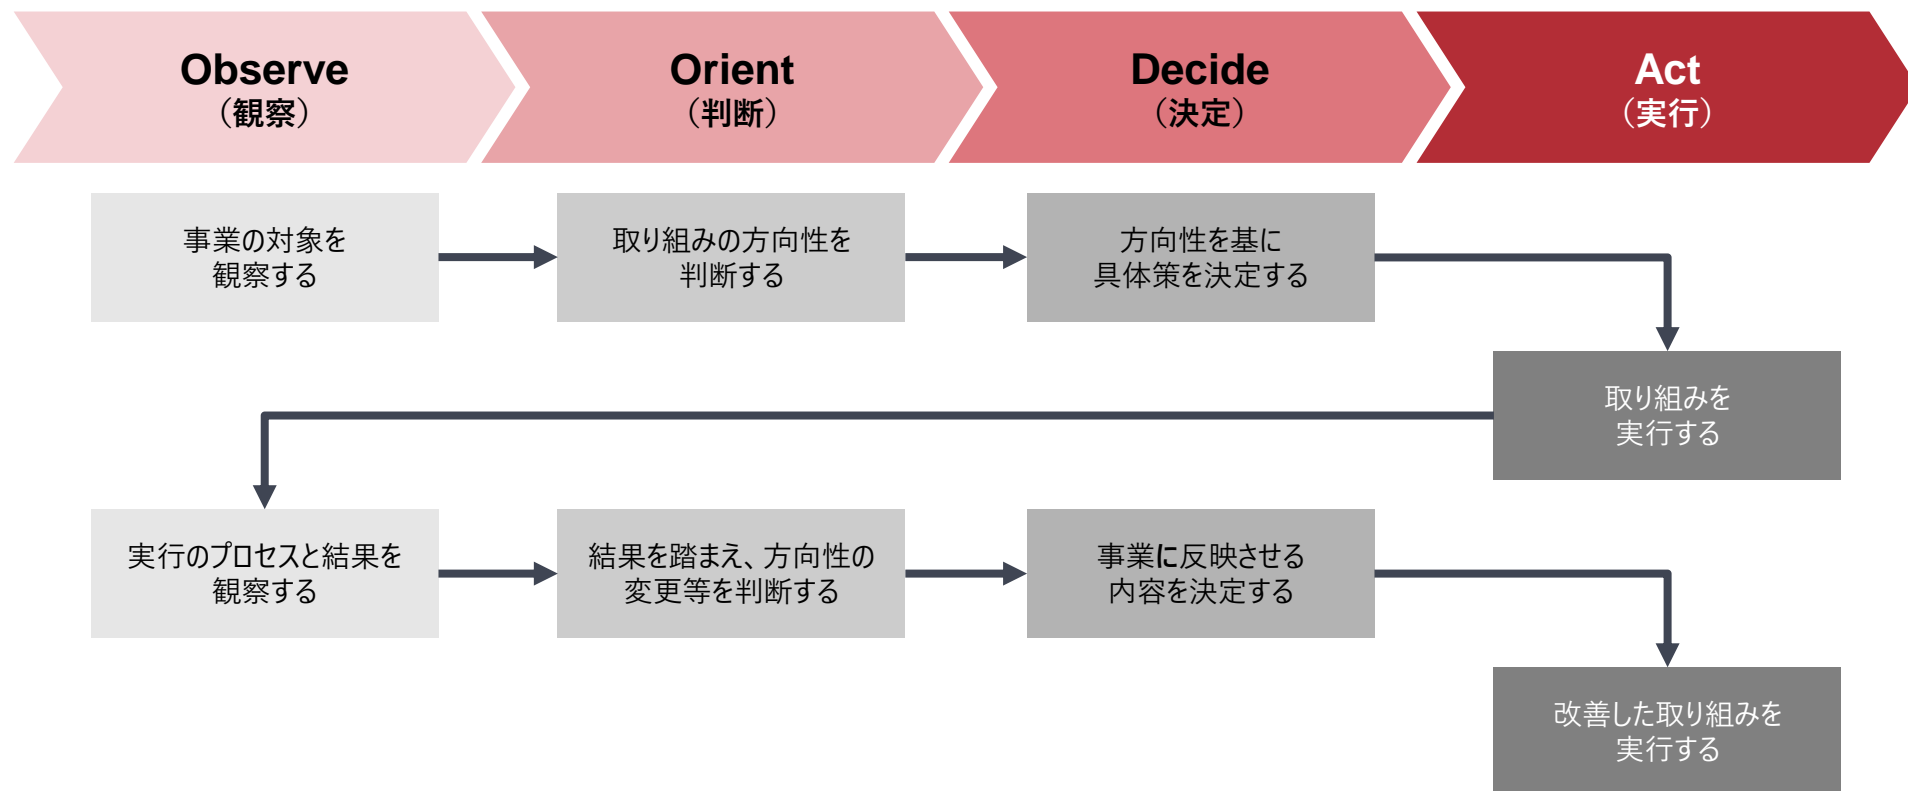 Observe
（観察）
Orient
（判断）
Decide
（決定）
Act
（実行）
事業の対象を
観察する
取り組みの方向性を
判断する
方向性を基に
具体策を決定する
取り組みを
実行する
実行のプロセスと結果を
観察する
結果を踏まえ、方向性の
変更等を判断する
事業に反映させる
内容を決定する
改善した取り組みを
実行する